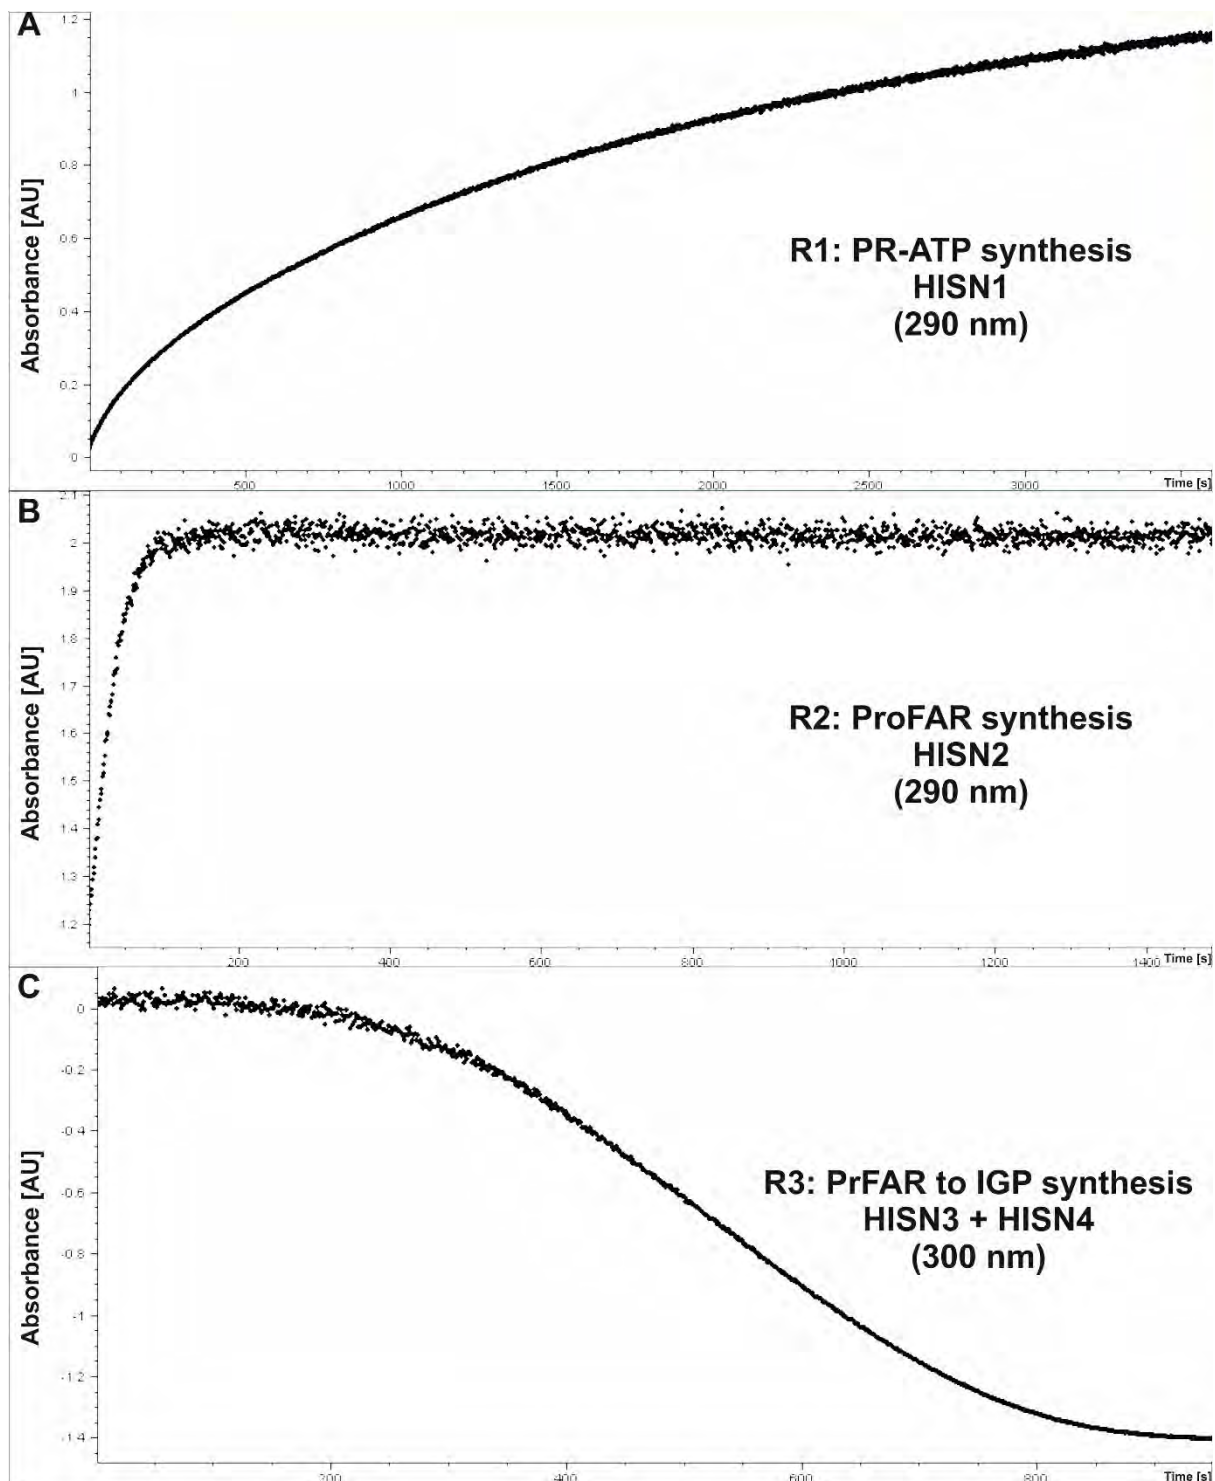 A
Absorbance [AU]
1.2
1
0.8
0.6
0.4
0.2
0
R1: PR-ATP synthesis
HISN1
(290 nm)
500
1000
1500
2000
2500
3000
Time [s]
B
Absorbance [AU]
2.1
2
1.9
1.8
1.7
1.6
1.5
1.4
1.3
1.2
R2: ProFAR synthesis
HISN2
(290 nm)
200
400
600
800
1000
1200
1400
Time [s]
C
Absorbance [AU]
0
-0.2
-0.4
-0.6
-0.8
-1
-1.2
-1.4
R3: PrFAR to IGP synthesis
HISN3 + HISN4
(300 nm)
200
400
600
800
Time [s]